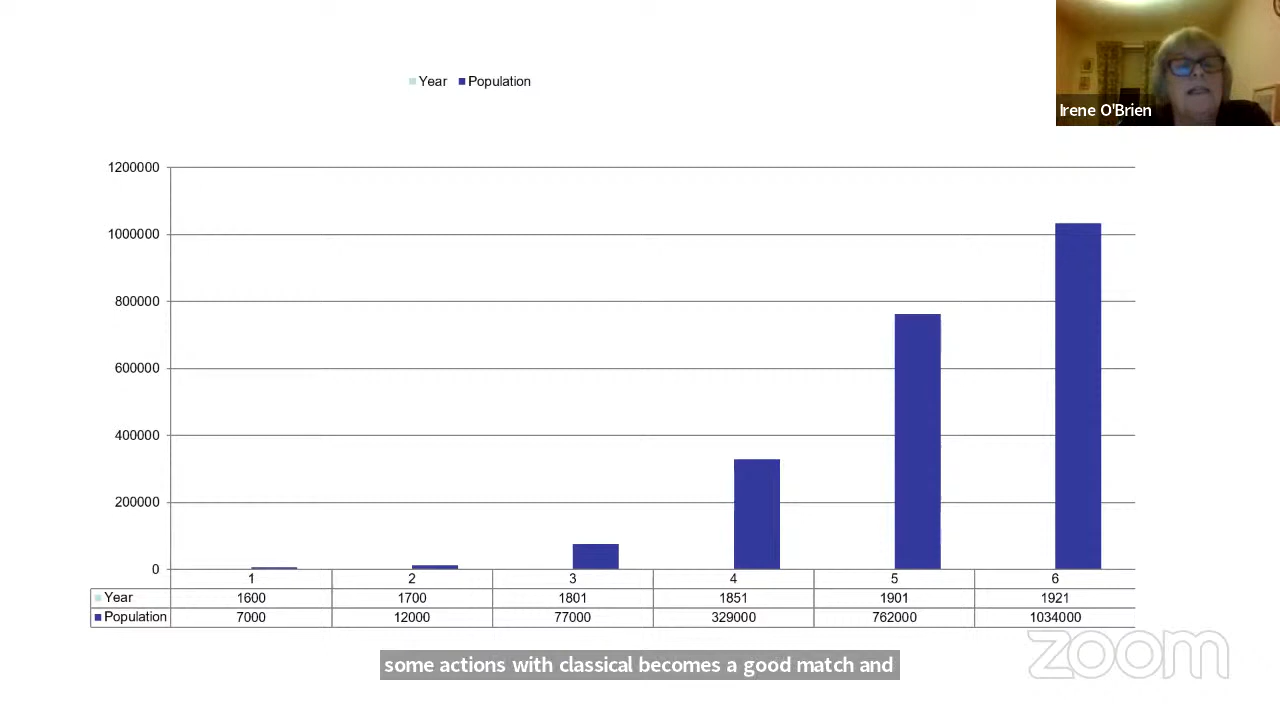 Year Population
Irene O'Brien
1200000
1000000
800000
600000
400000
200000
0
1 2 3 4 5 6
Year 1600 1700 1801 1851 1901 1921
Population 7000 12000 77000 329000 762000 1034000
zoom
some actions with classical becomes a good match and